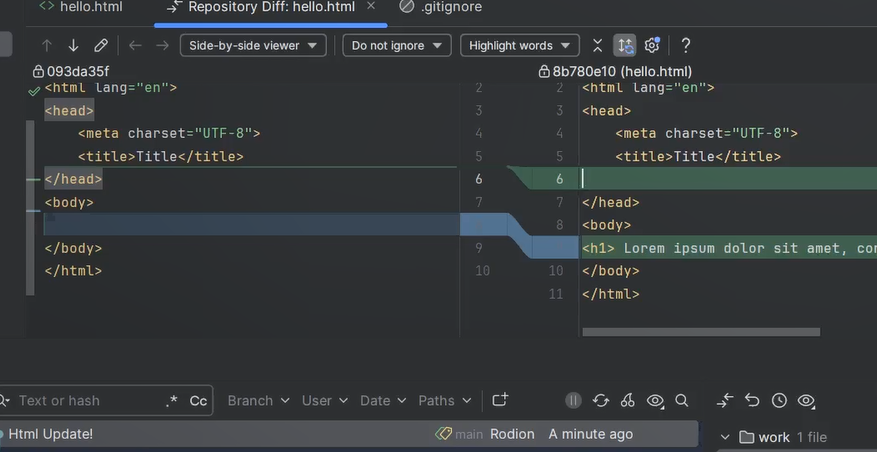 <> hello.html Repository Diff: hello.html × .gitignore
Side-by-side viewer Do not ignore Highlight words ?
093da35f 8b780e10 (hello.html)
<html lang="en"> 2 2 <html lang="en">
<head> 3 3 <head>
<meta charset="UTF-8"> 4 4 <meta charset="UTF-8">
<title>Title</title> 5 5 <title>Title</title>
</head> 6 6
<body> 7 7 </head>
8 <body>
</body> 9 <h1> Lorem ipsum dolor sit amet,
</html> 10 10 </body>
11 </html>
Text or hash .* Cc Branch User Date Paths
Html Update! main Rodion A minute ago work 1 file